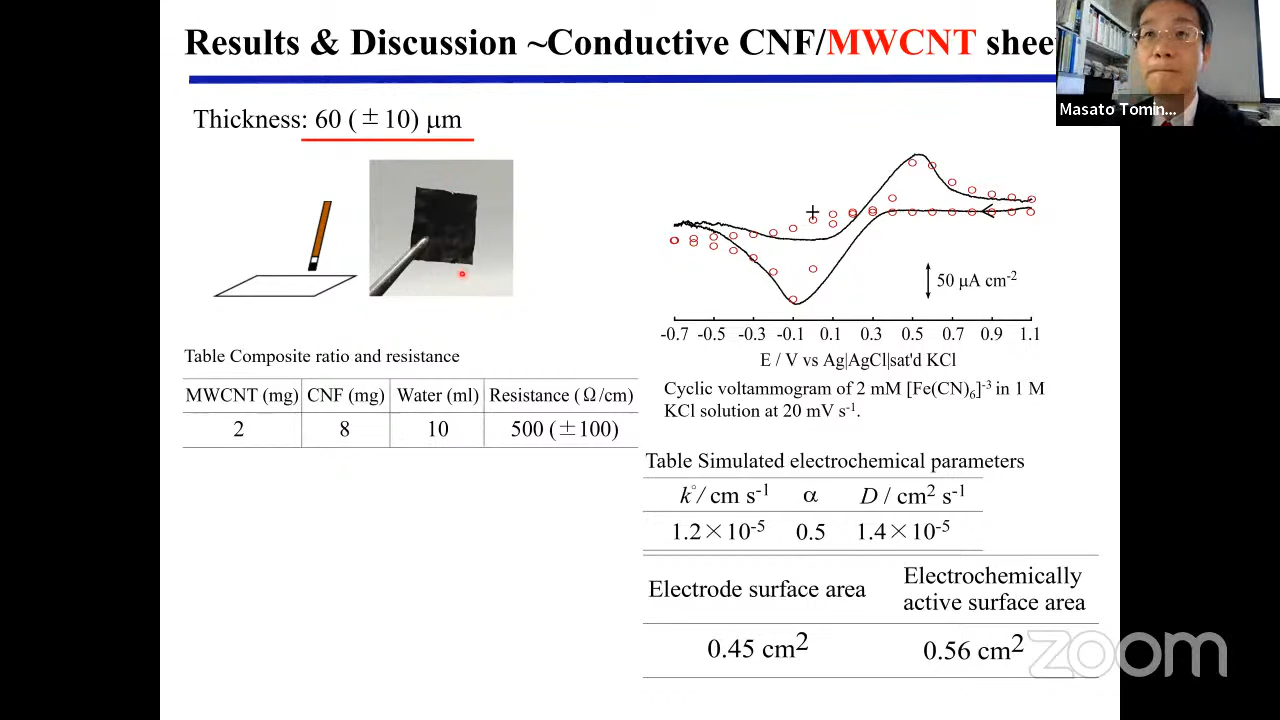 Results & Discussion ~Conductive CNF/MWCNT shee
Masato Tomin...
Thickness: 60 (±10) μm
50 μA cm-2
-0.7 -0.5 -0.3 -0.1 0.1 0.3 0.5 0.7 0.9 1.1
E / V vs Ag|AgCl|sat'd KCl
Cyclic voltammogram of 2 mM [Fe(CN)6]-3 in 1 M
KCl solution at 20 mV s-1.
Table Composite ratio and resistance
MWCNT (mg) CNF (mg) Water (ml) Resistance (Ω/cm)
2 8 10 500 (±100)
Table Simulated electrochemical parameters
k°/ cm s-1 α D / cm2 s-1
1.2×10-5 0.5 1.4×10-5
Electrode surface area Electrochemically
active surface area
0.45 cm2 0.56 cm2
zoom